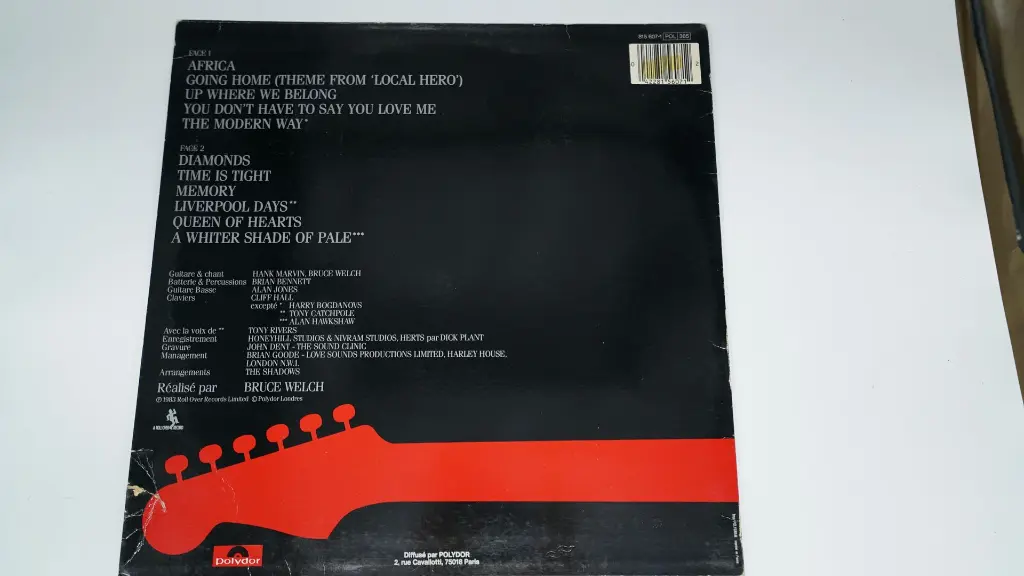 815 607-1 POL 365
FACE 1
AFRICA
GOING HOME (THEME FROM 'LOCAL HERO')
UP WHERE WE BELONG
YOU DON'T HAVE TO SAY YOU LOVE ME
THE MODERN WAY*
FACE 2
DIAMONDS
TIME IS TIGHT
MEMORY
LIVERPOOL DAYS**
QUEEN OF HEARTS
A WHITER SHADE OF PALE***
Guitare & chant HANK MARVIN, BRUCE WELCH
Batterie & Percussions BRIAN BENNETT
Guitare Basse ALAN JONES
Claviers CLIFF HALL
excepté * HARRY BOGDANOVS
** TONY CATCHPOLE
*** ALAN HAWKSHAW
Avec la voix de ** TONY RIVERS
Enregistrement HONEYHILL STUDIOS & NIVRAM STUDIOS, HERTS par DICK PLANT
Gravure JOHN DENT - THE SOUND CLINIC
Management BRIAN GOODE - LOVE SOUNDS PRODUCTIONS LIMITED, HARLEY HOUSE,
LONDON N.W.1.
Arrangements THE SHADOWS
Réalisé par BRUCE WELCH
℗ 1983 Roll Over Records Limited © Polydor Londres
polydor
Diffusé par POLYDOR
2, rue Cavallotti, 75018 Paris